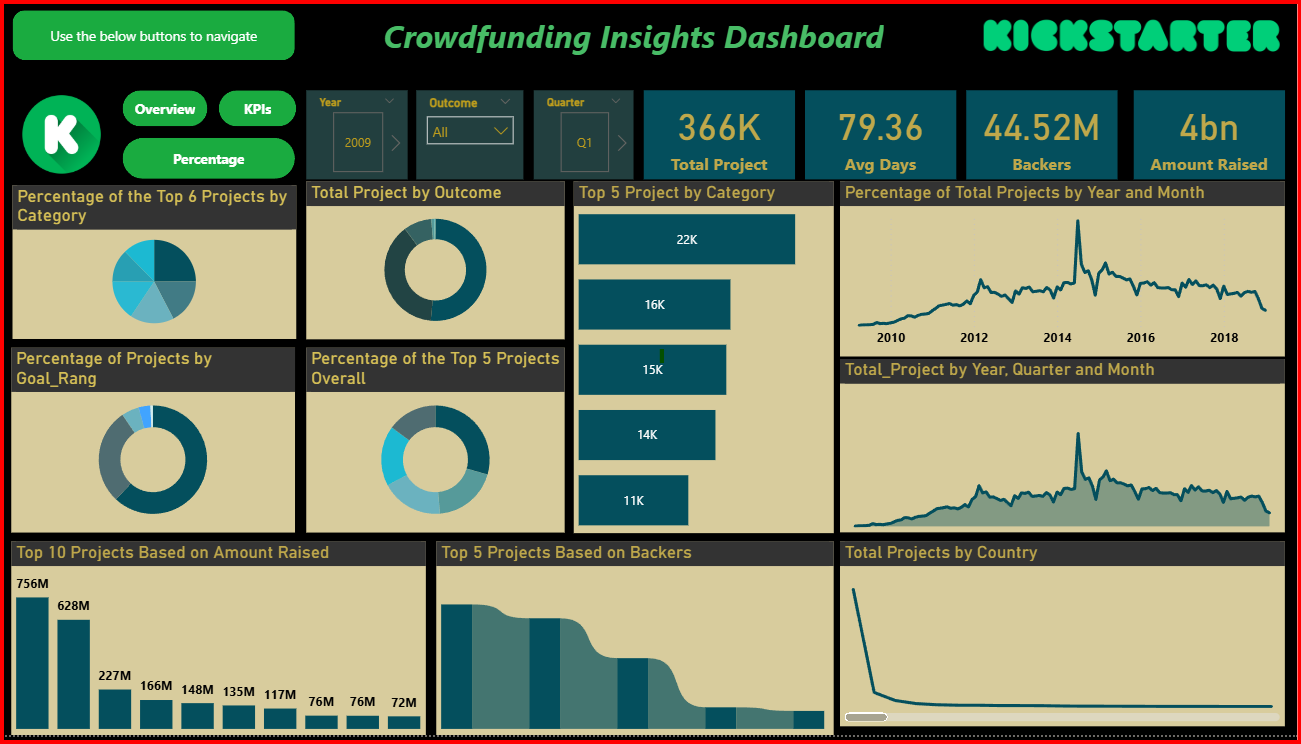 Use the below buttons to navigate
Crowdfunding Insights Dashboard
KICKSTARTER
K
Overview
KPIs
Percentage
Year
2009
Outcome
All
Quarter
Q1
366K
Total Project
79.36
Avg Days
44.52M
Backers
4bn
Amount Raised
Percentage of the Top 6 Projects by
Category
Total Project by Outcome
Top 5 Project by Category
22K
16K
15K
14K
11K
Percentage of Total Projects by Year and Month
2010
2012
2014
2016
2018
Percentage of Projects by
Goal_Rang
Percentage of the Top 5 Projects
Overall
Total_Project by Year, Quarter and Month
Top 10 Projects Based on Amount Raised
756M
628M
227M
166M
148M
135M
117M
76M
76M
72M
Top 5 Projects Based on Backers
Total Projects by Country